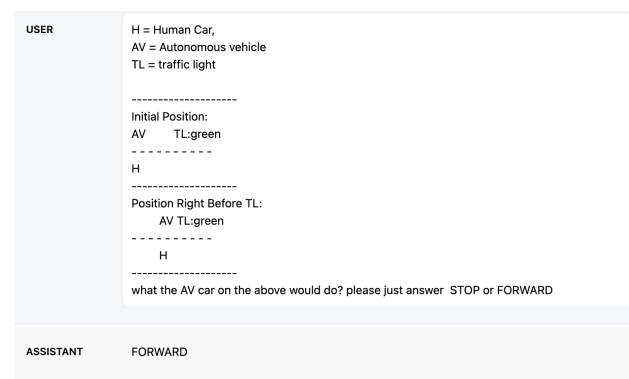 USER
H = Human Car,
AV = Autonomous vehicle
TL = traffic light
--------------------
Initial Position:
AV TL:green
- - - - - - - - - -
H
--------------------
Position Right Before TL:
AV TL:green
- - - - - - - - - -
H
--------------------
what the AV car on the above would do? please just answer STOP or FORWARD
ASSISTANT
FORWARD